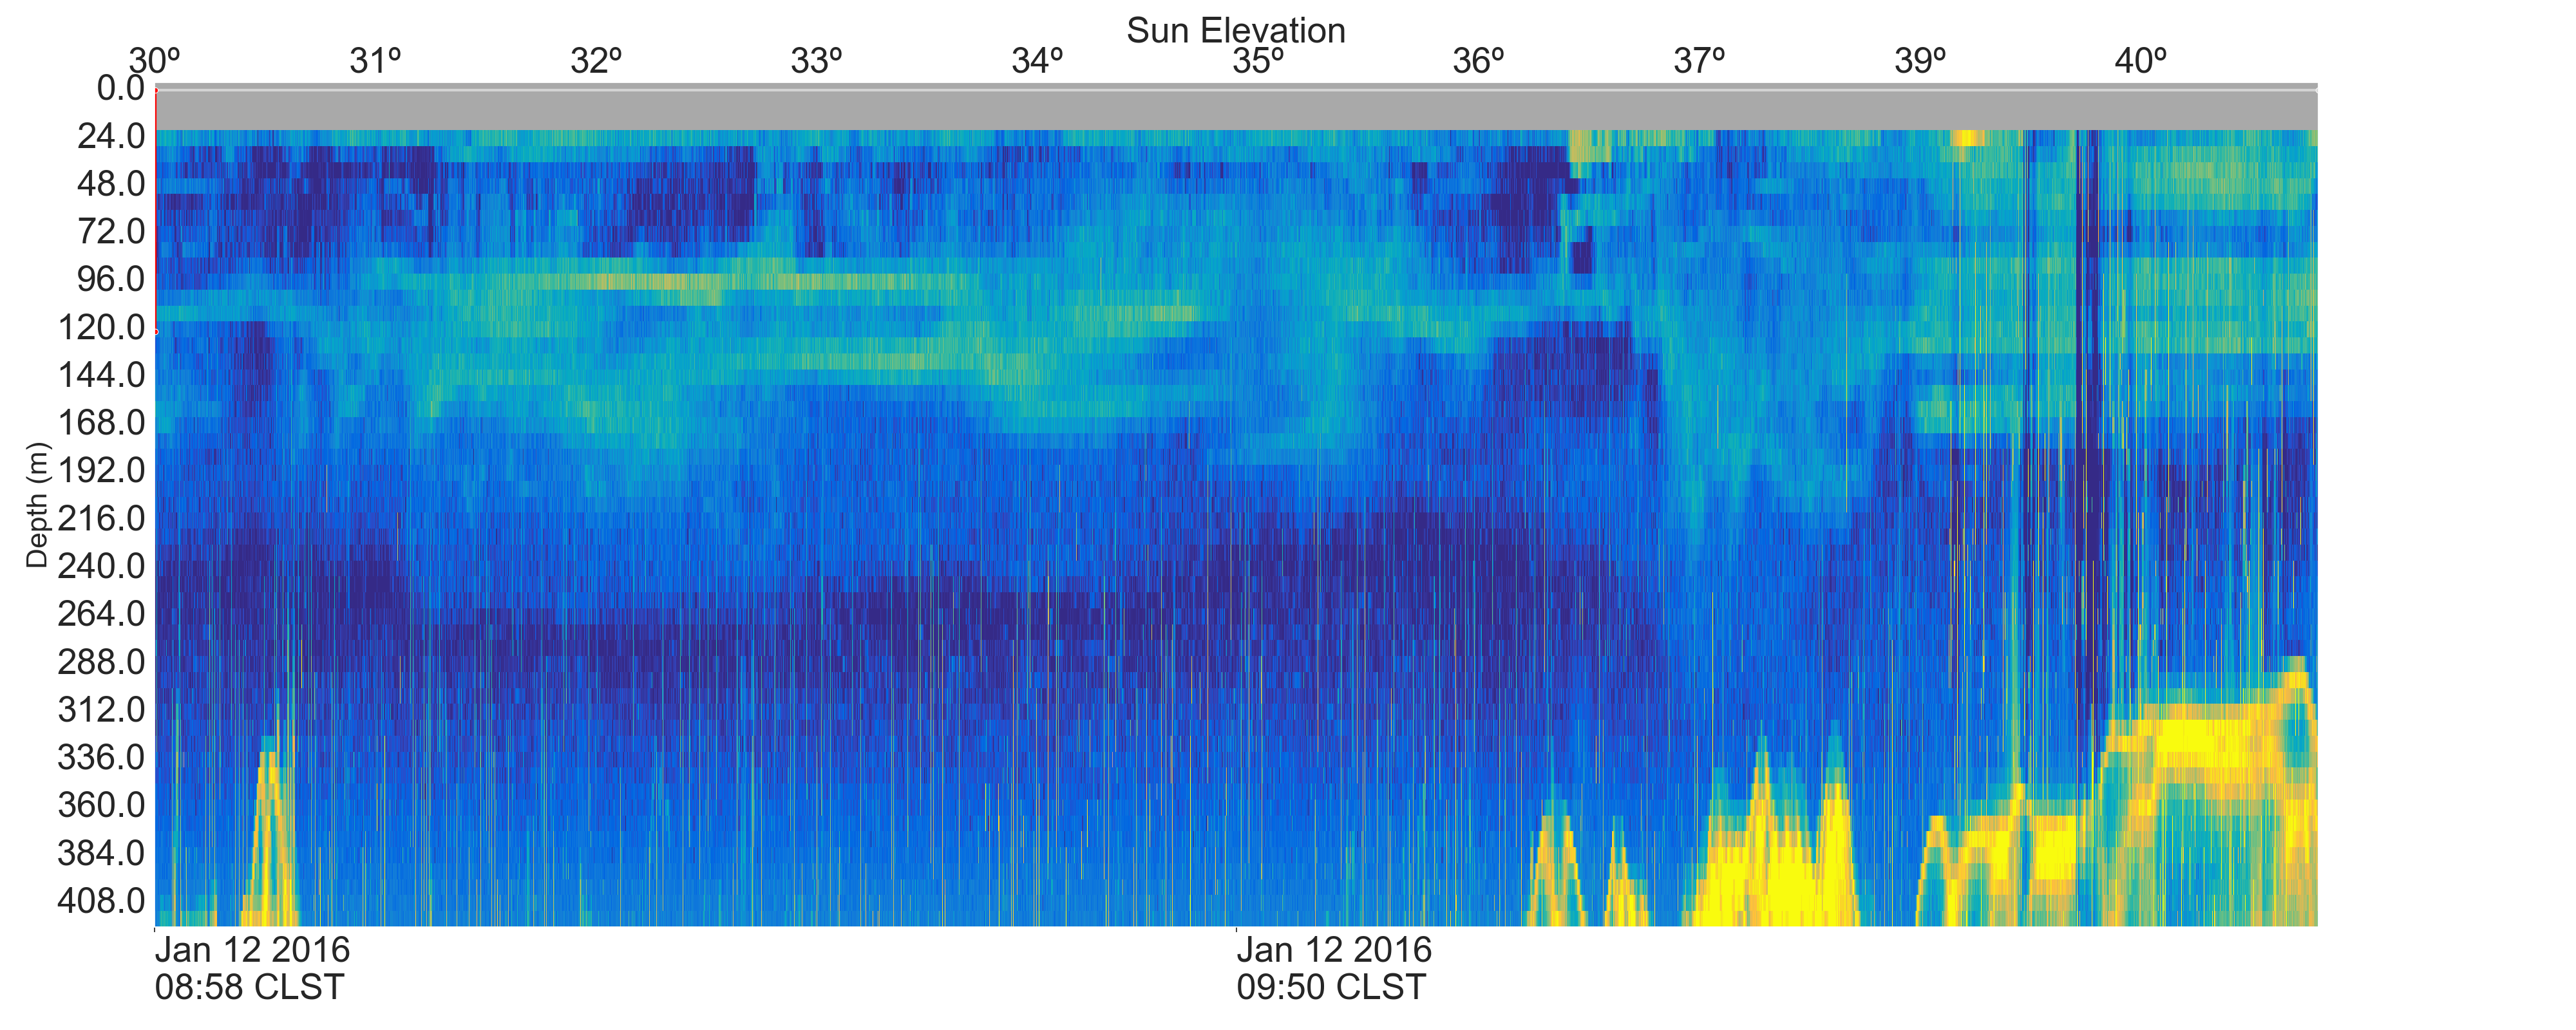 Sun Elevation
30º 31º 32º 33º 34º 35º 36º 37º 39º 40º
0.0
24.0
48.0
72.0
96.0
120.0
144.0
168.0
192.0
216.0
240.0
264.0
288.0
312.0
336.0
360.0
384.0
408.0
Depth (m)
Jan 12 2016
08:58 CLST
Jan 12 2016
09:50 CLST